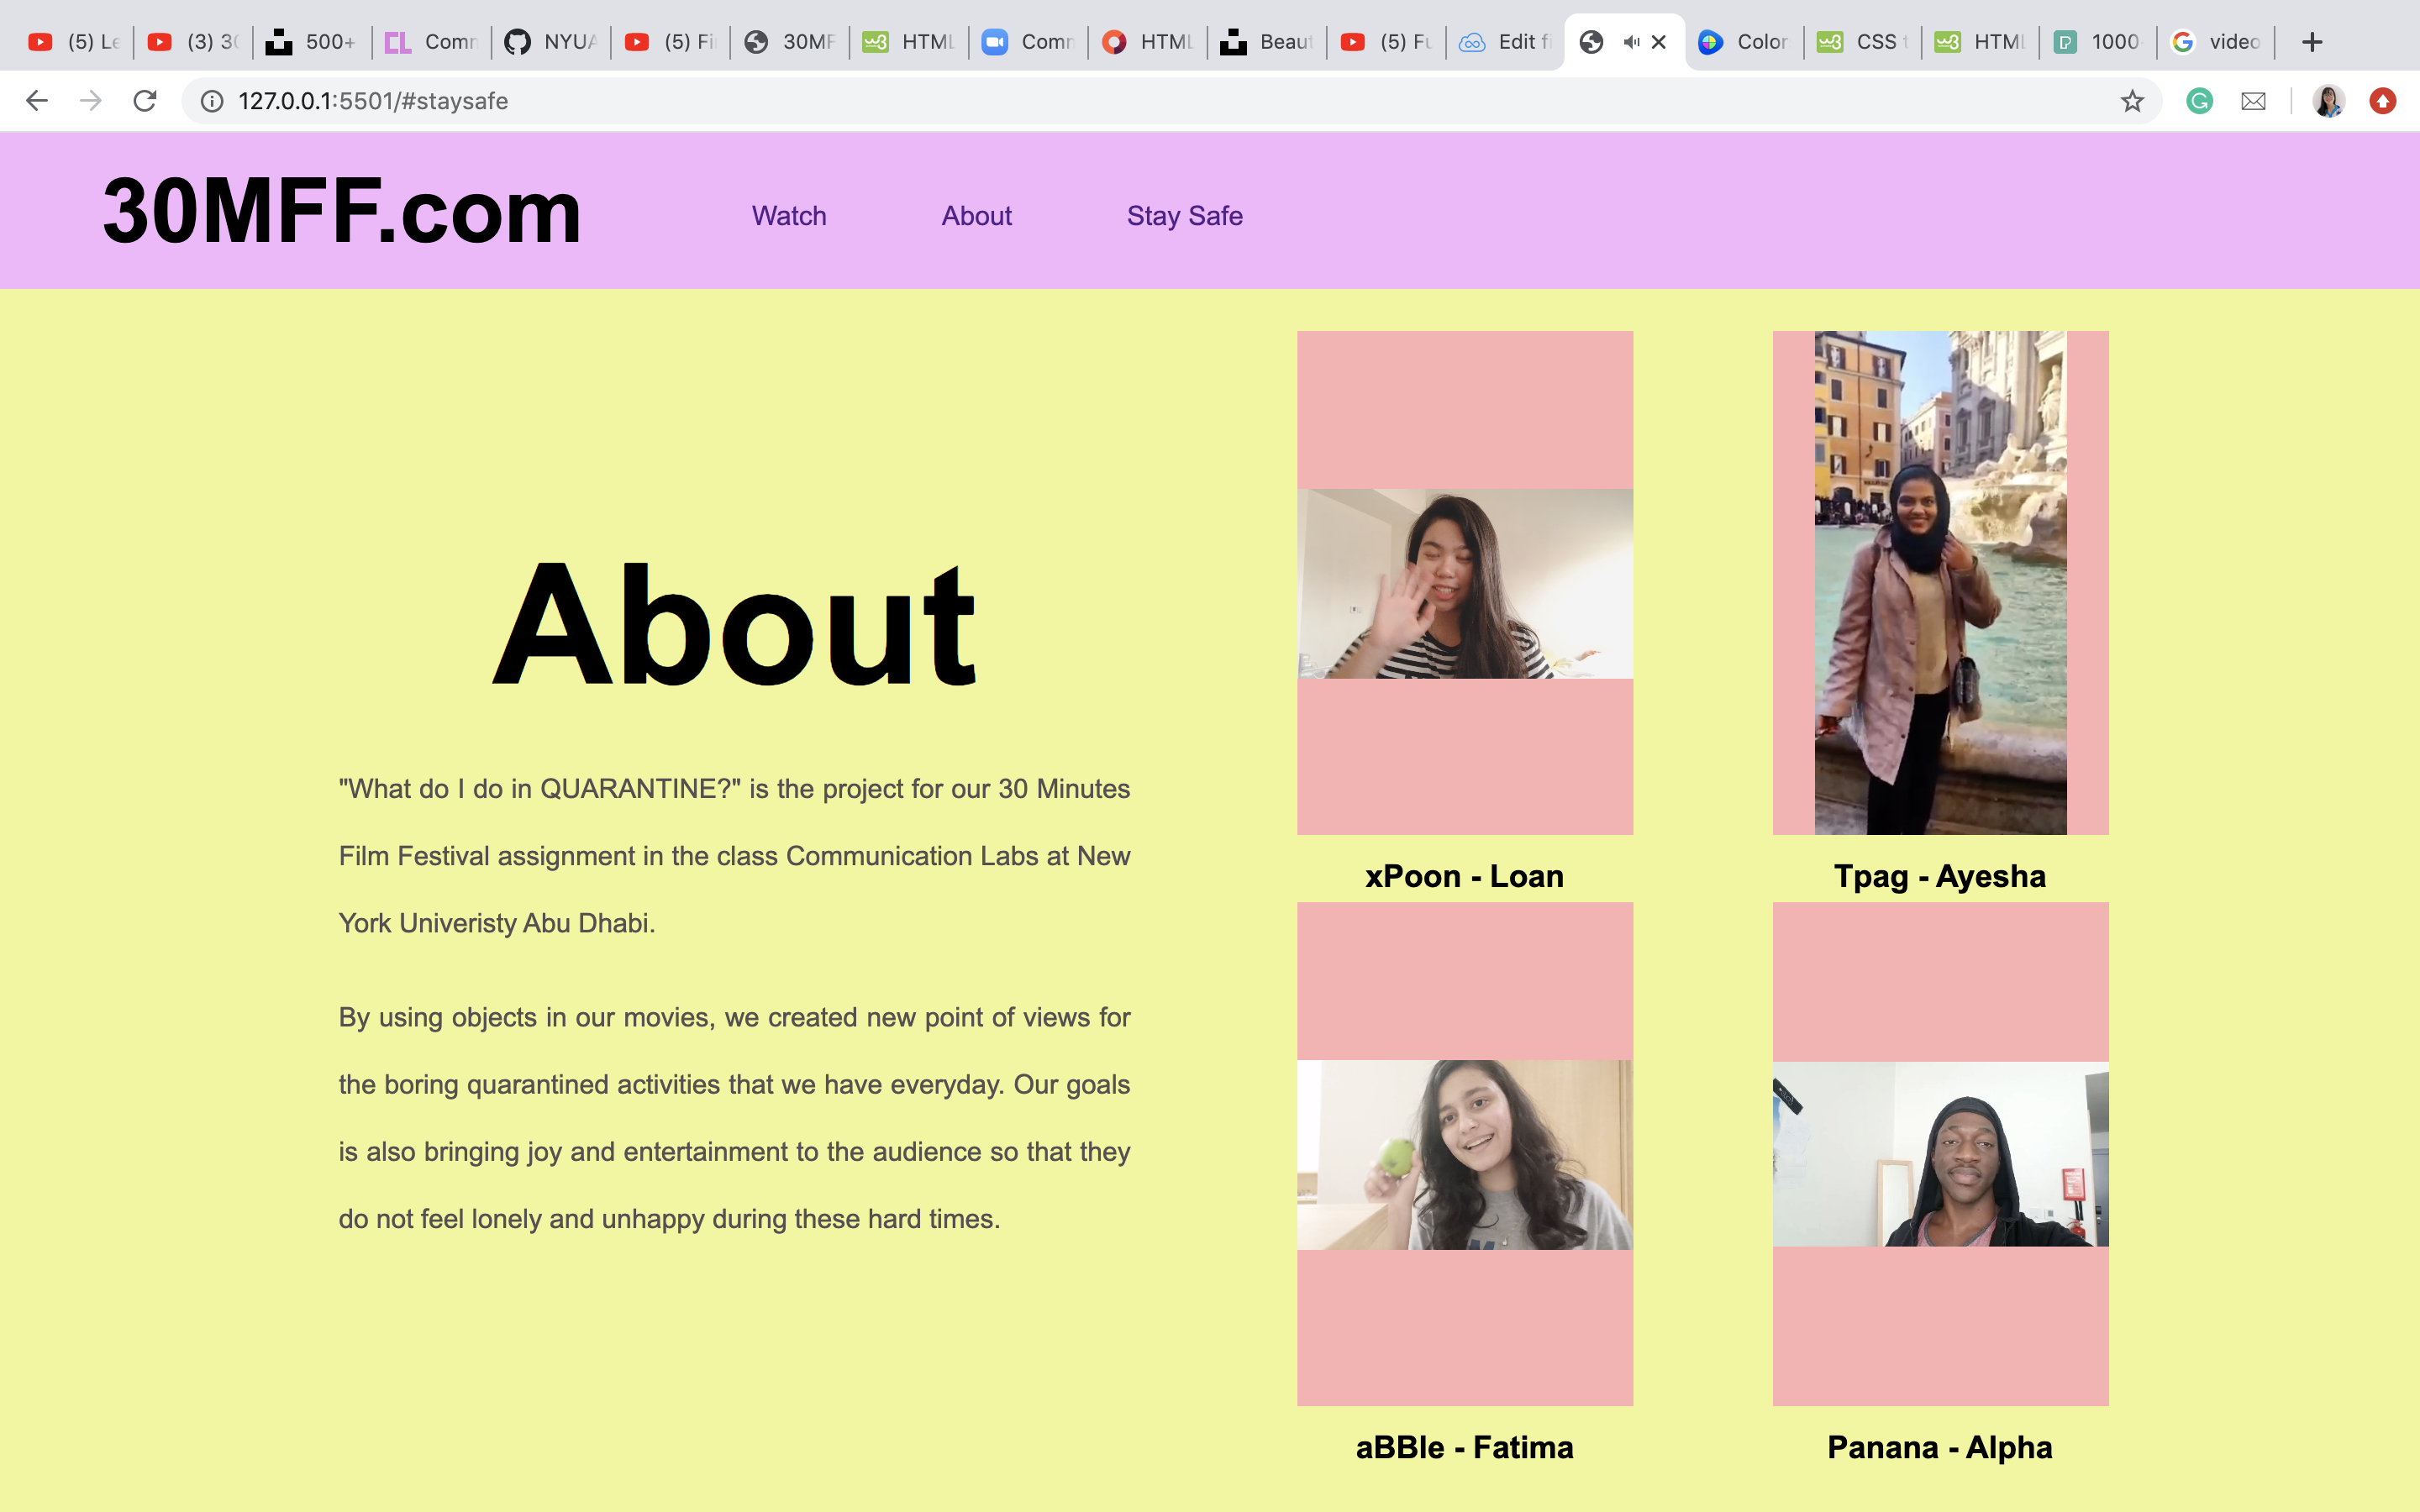 (5) Le
(3) 30
500+
Comm
NYUA
(5) Fi
30MF
HTML
Comm
HTML
Beaut
(5) Fu
Edit fi
Color
CSS t
HTML
1000
video
127.0.0.1:5501/#staysafe
30MFF.com
Watch
About
Stay Safe
About
"What do I do in QUARANTINE?" is the project for our 30 Minutes
Film Festival assignment in the class Communication Labs at New
York Univeristy Abu Dhabi.
By using objects in our movies, we created new point of views for
the boring quarantined activities that we have everyday. Our goals
is also bringing joy and entertainment to the audience so that they
do not feel lonely and unhappy during these hard times.
xPoon - Loan
Tpag - Ayesha
aBBle - Fatima
Panana - Alpha